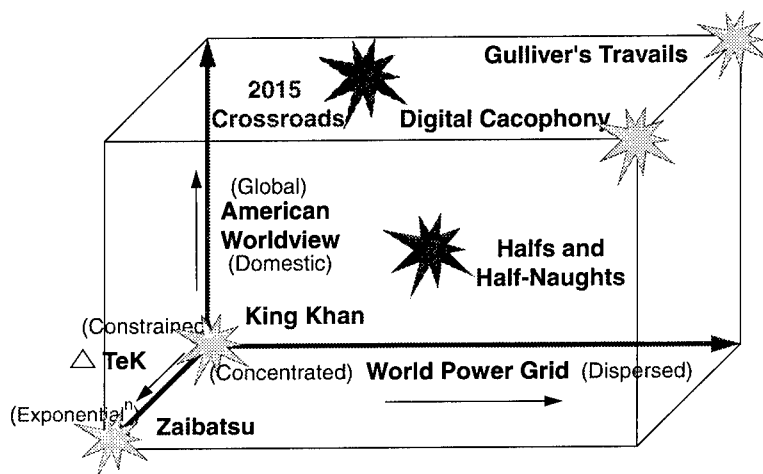 Gulliver's Travails
2015
Crossroads
Digital Cacophony
(Global)
American
Worldview
(Domestic)
Halfs and
Half-Naughts
King Khan
(Constrained)
△ TeK
(Concentrated) World Power Grid (Dispersed)
(Exponentialⁿ)
Zaibatsu